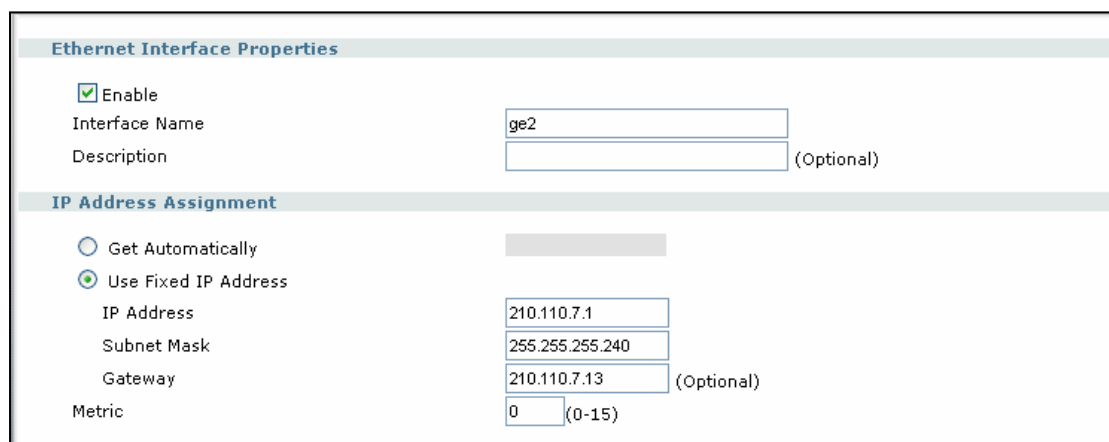 Ethernet Interface Properties
Enable
Interface Name ge2
Description (Optional)
IP Address Assignment
Get Automatically
Use Fixed IP Address
IP Address 210.110.7.1
Subnet Mask 255.255.255.240
Gateway 210.110.7.13 (Optional)
Metric 0 (0-15)